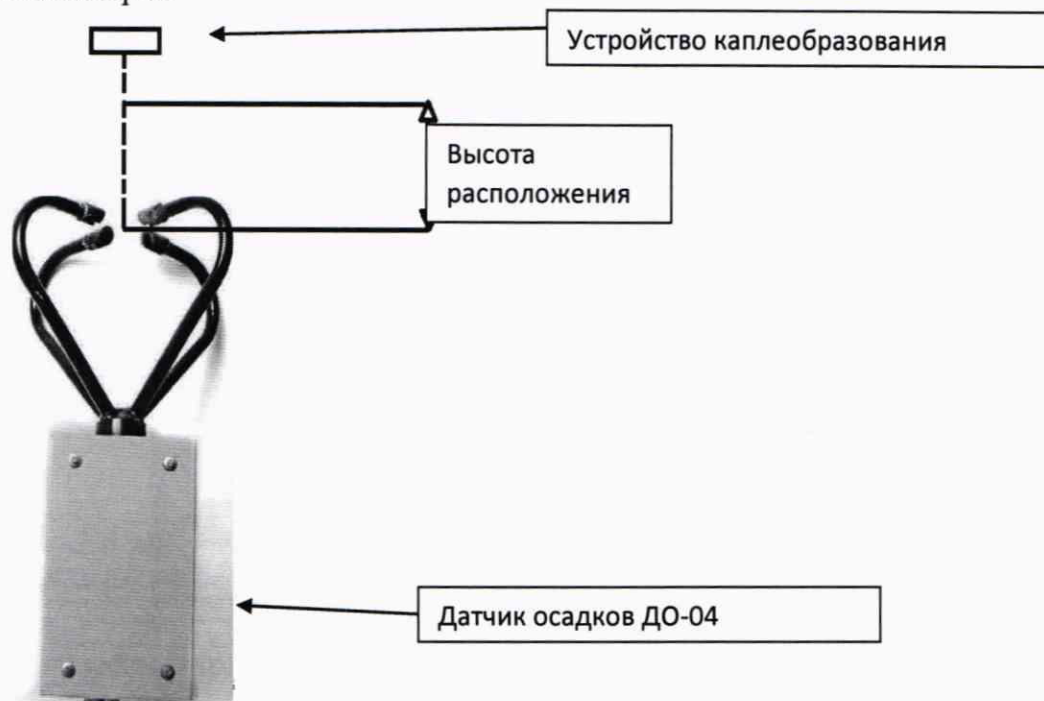 Устройство каплеобразования
Высота
расположения
Датчик осадков ДО-04